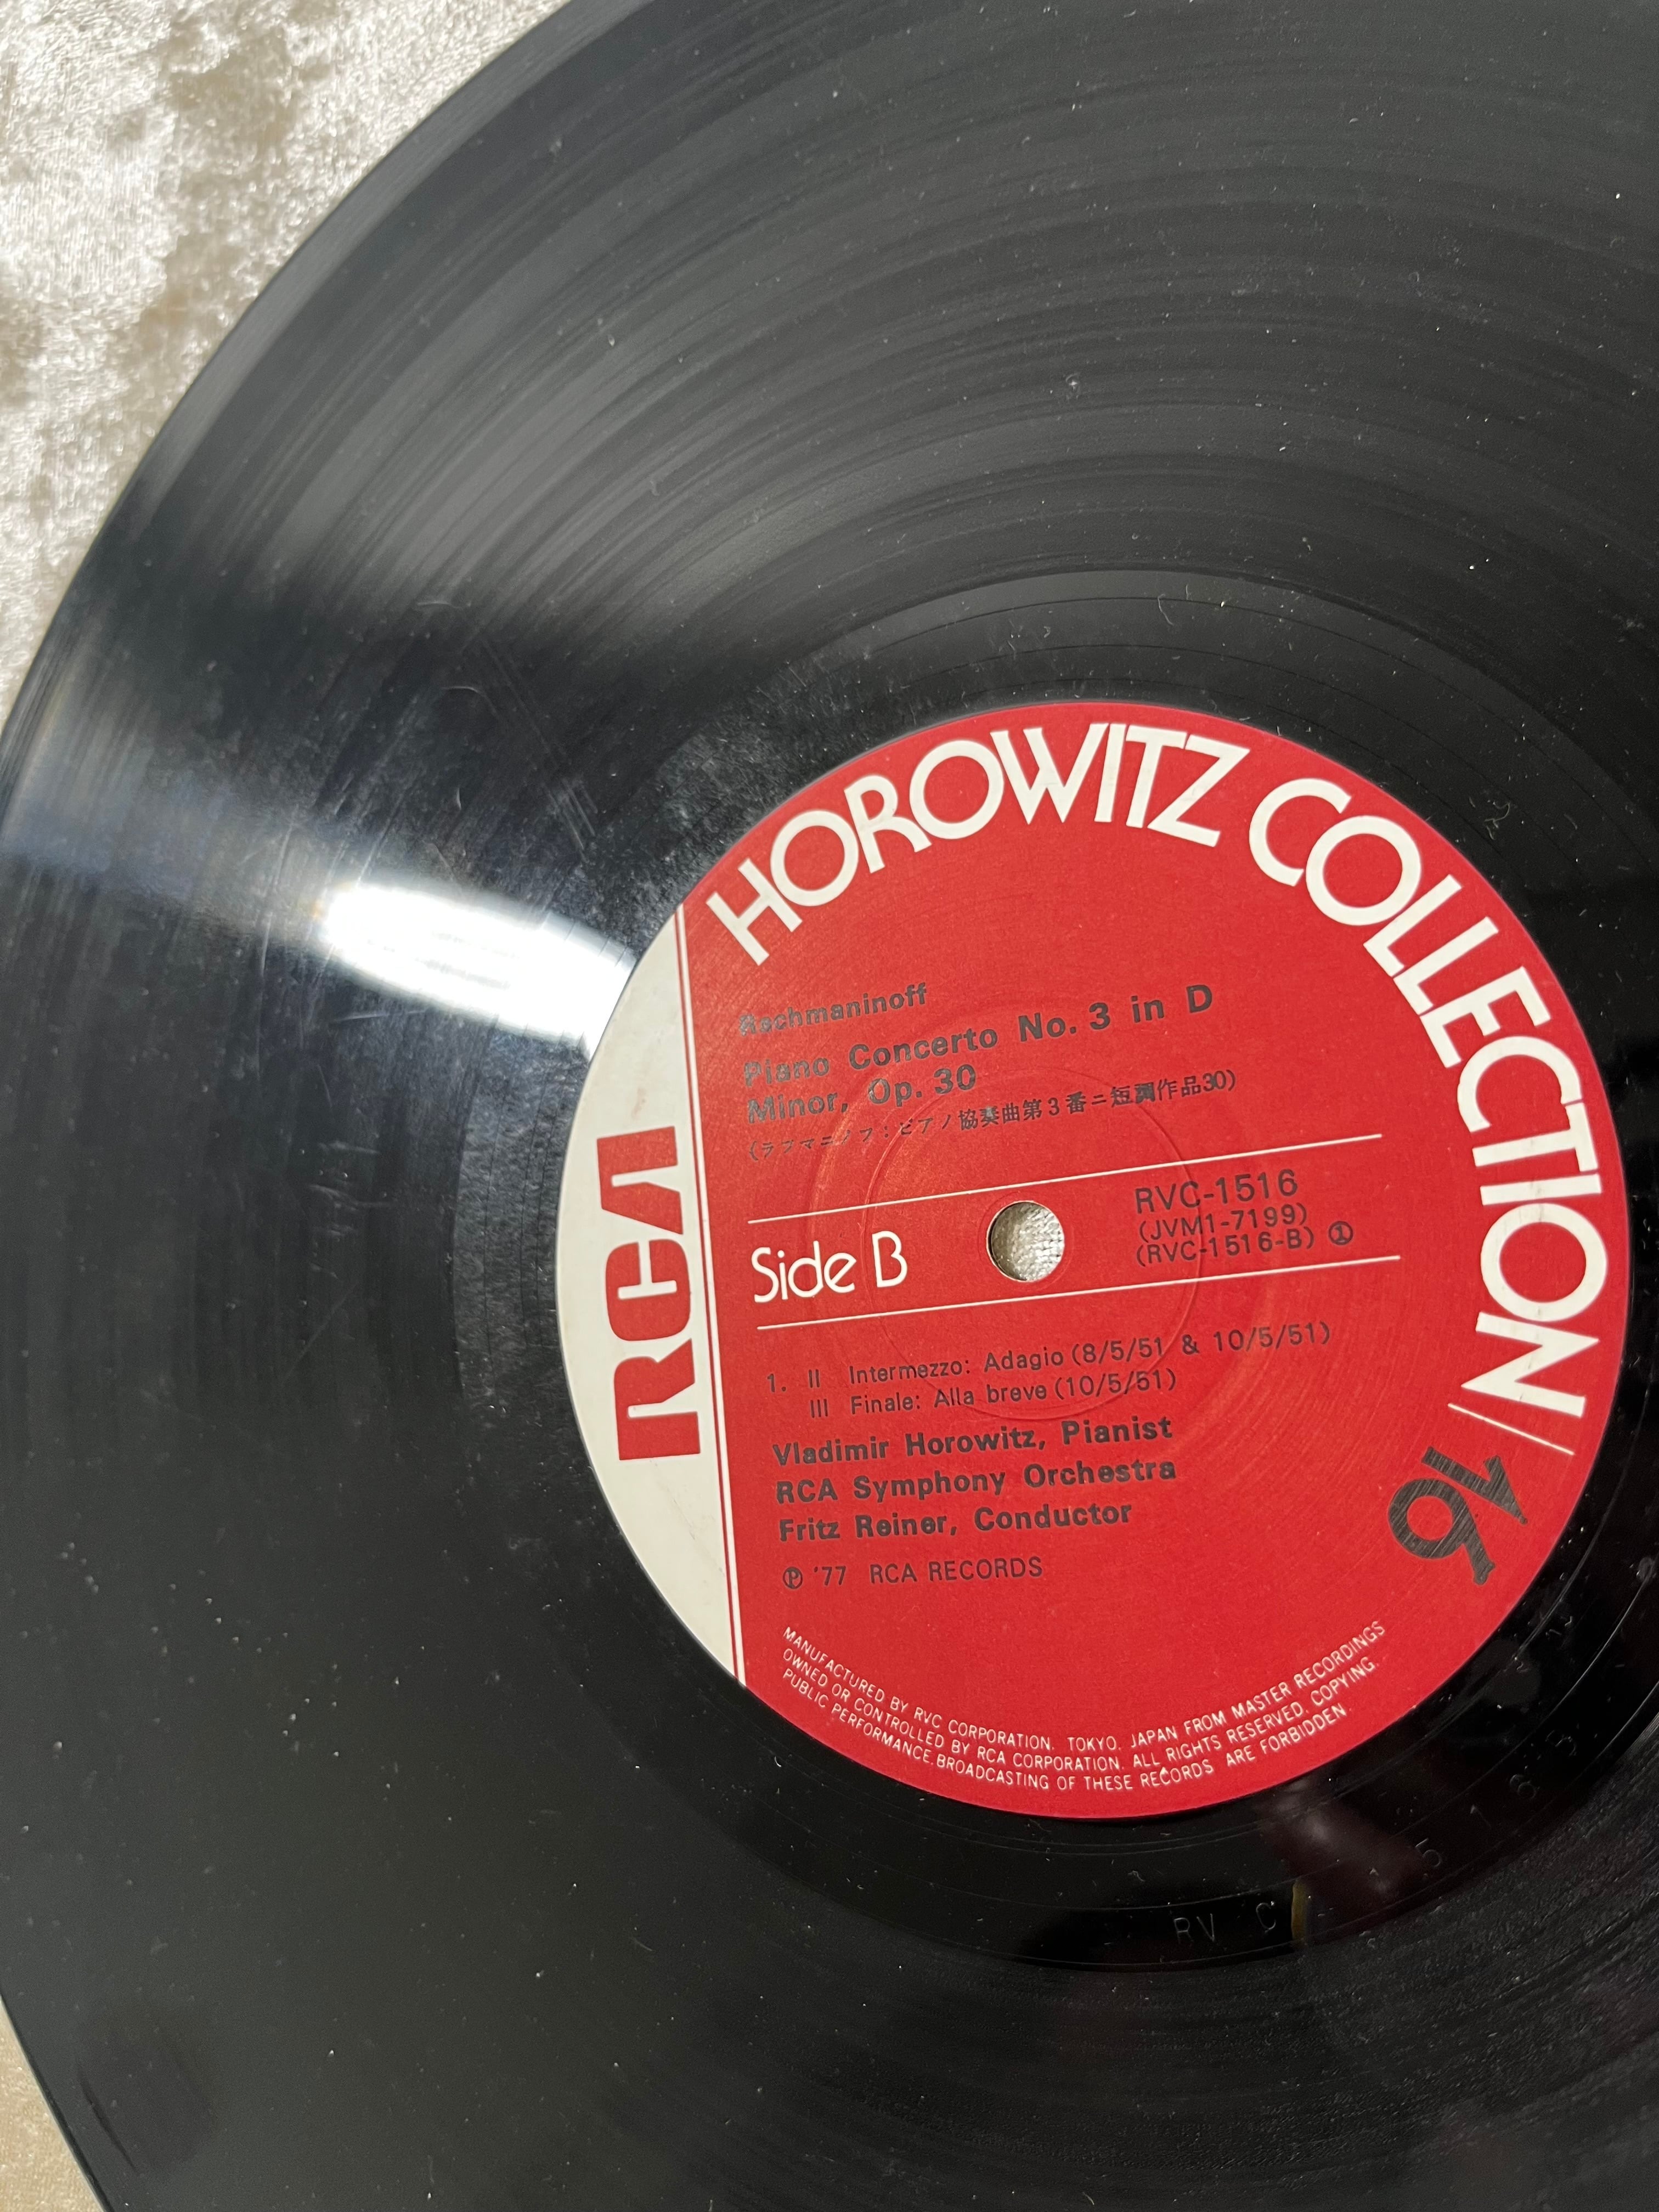 HOROWITZ COLLECTION/16
RCA
Rachmaninoff
Piano Concerto No. 3 in D
Minor, Op. 30
(ラフマニノフ:ピアノ協奏曲第3番ニ短調作品30)
Side B
RVC-1516
(JVM1-7199)
(RVC-1516-B) ①
1. II Intermezzo: Adagio (8/5/51 & 10/5/51)
III Finale: Alla breve (10/5/51)
Vladimir Horowitz, Pianist
RCA Symphony Orchestra
Fritz Reiner, Conductor
℗ '77 RCA RECORDS
MANUFACTURED BY RVC CORPORATION, TOKYO, JAPAN FROM MASTER RECORDINGS
OWNED OR CONTROLLED BY RCA CORPORATION. ALL RIGHTS RESERVED. COPYING.
PUBLIC PERFORMANCE. BROADCASTING OF THESE RECORDS ARE FORBIDDEN.
RVC-1516